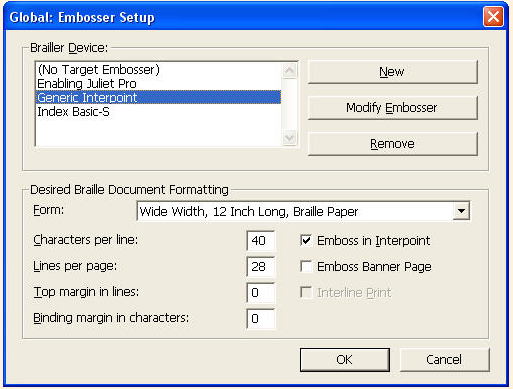 Global: Embosser Setup
Brailler Device:
(No Target Embosser)
Enabling Juliet Pro
Generic Interpoint
Index Basic-S
New
Modify Embosser
Remove
Desired Braille Document Formatting
Form: Wide Width, 12 Inch Long, Braille Paper
Characters per line: 40 Emboss in Interpoint
Lines per page: 28 Emboss Banner Page
Top margin in lines: 0 Interline Print
Binding margin in characters: 0
OK Cancel